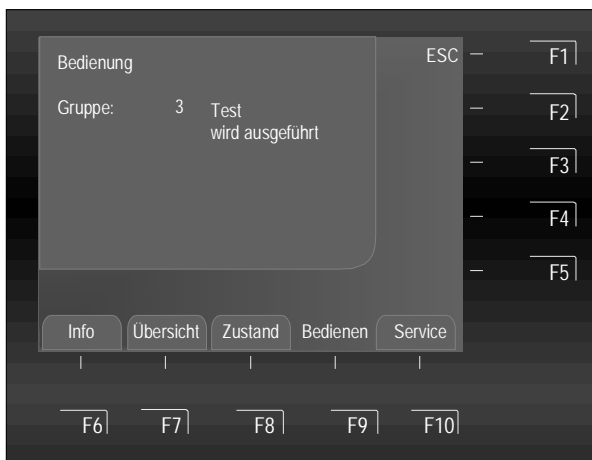 Bedienung
ESC
F1
Gruppe: 3 Test
F2
wird ausgeführt
F3
F4
F5
Info Übersicht Zustand Bedienen Service
F6 F7 F8 F9 F10